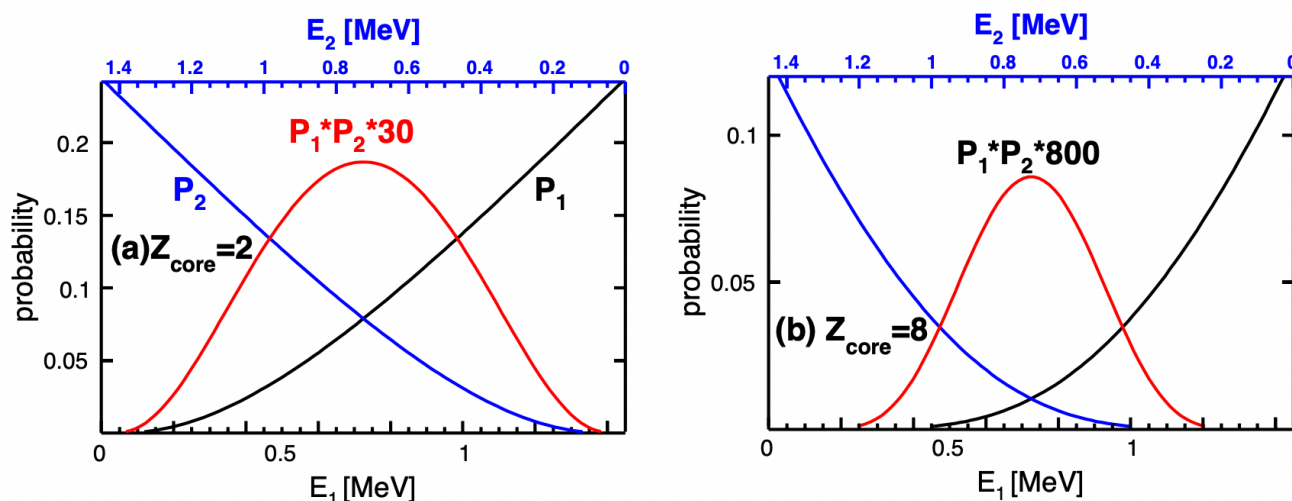 E2 [MeV]
1.4 1.2 1 0.8 0.6 0.4 0.2 0
P1*P2*30
0.2
P2
P1
0.15
(a)Zcore=2
0.1
0.05
probability
0 0.5 1
E1 [MeV]
E2 [MeV]
1.4 1.2 1 0.8 0.6 0.4 0.2 0
0.1
P1*P2*800
0.05
(b) Zcore=8
probability
0 0.5 1
E1 [MeV]